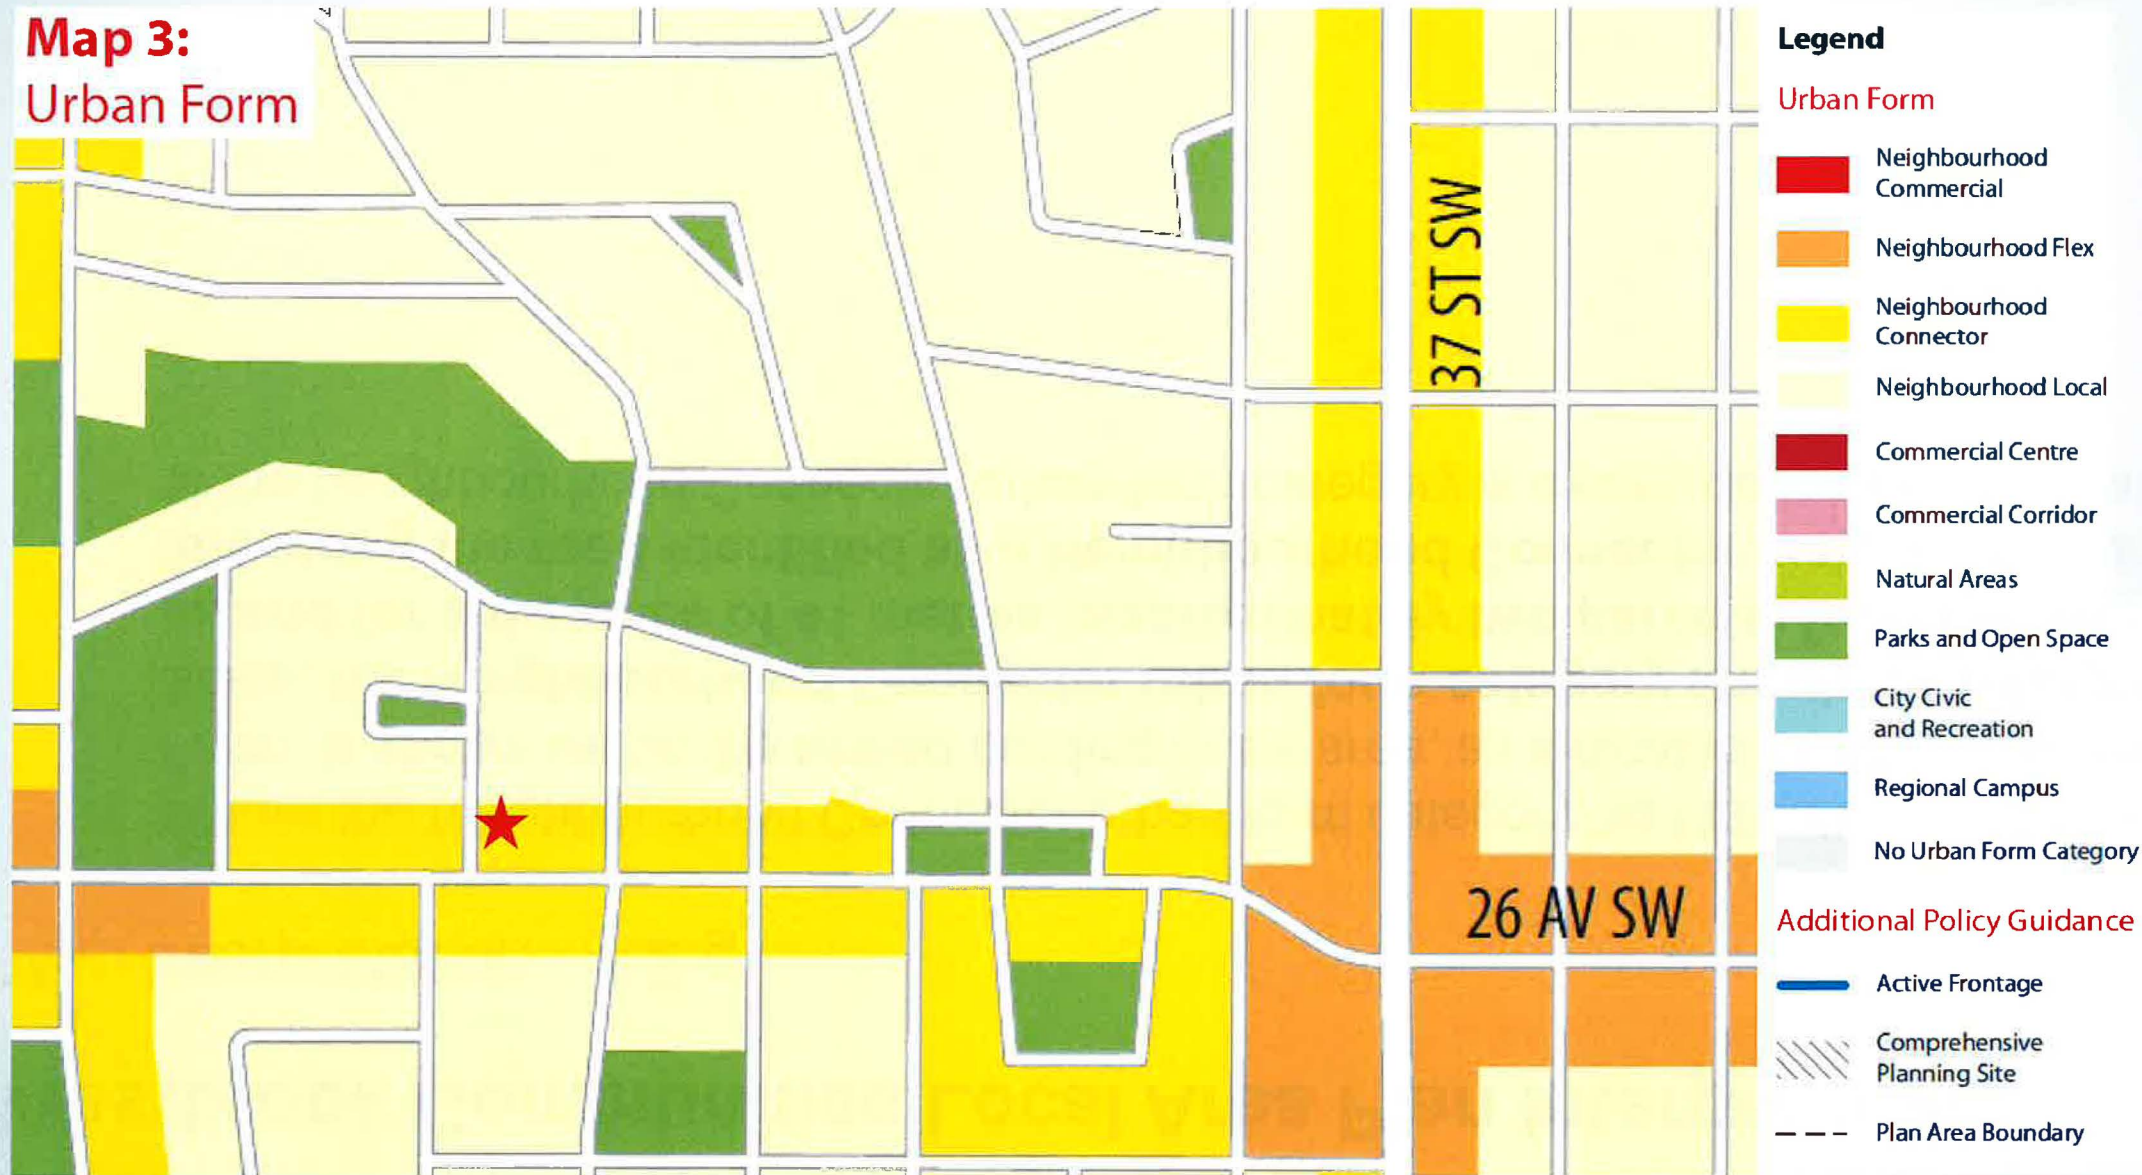 Map 3:
Urban Form
37 ST SW
26 AV SW
Legend
Urban Form
Neighbourhood
Commercial
Neighbourhood Flex
Neighbourhood
Connector
Neighbourhood Local
Commercial Centre
Commercial Corridor
Natural Areas
Parks and Open Space
City Civic
and Recreation
Regional Campus
No Urban Form Category
Additional Policy Guidance
Active Frontage
Comprehensive
Planning Site
Plan Area Boundary